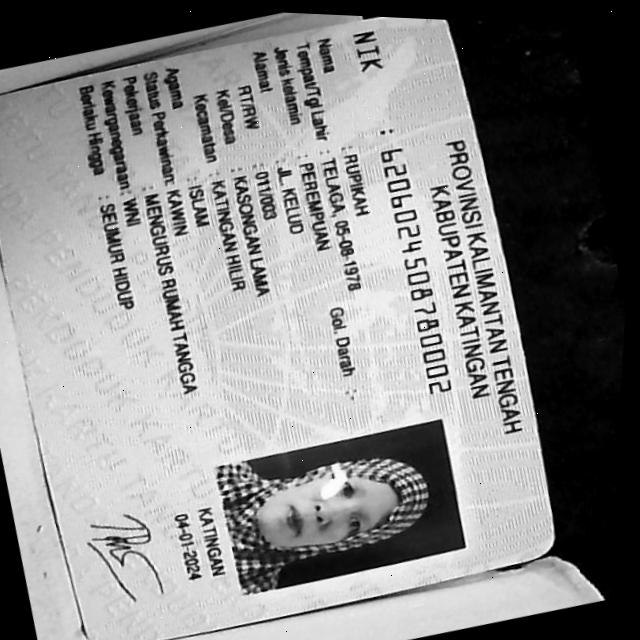 PROVINSI KALIMANTAN TENGAH
KABUPATEN KATINGAN
NIK : 6206024508780002
Nama : RUPIKAH
Tempat/Tgl Lahir : TELAGA, 05-08-1978
Jenis kelamin : PEREMPUAN Gol. Darah : -
Alamat : JL. KELUD
RT/RW : 011/003
Kel/Desa : KASONGAN LAMA
Kecamatan : KATINGAN HILIR
Agama : ISLAM
Status Perkawinan: KAWIN
Pekerjaan : MENGURUS RUMAH TANGGA
Kewarganegaraan: WNI
Berlaku Hingga : SEUMUR HIDUP
KATINGAN
04-01-2024